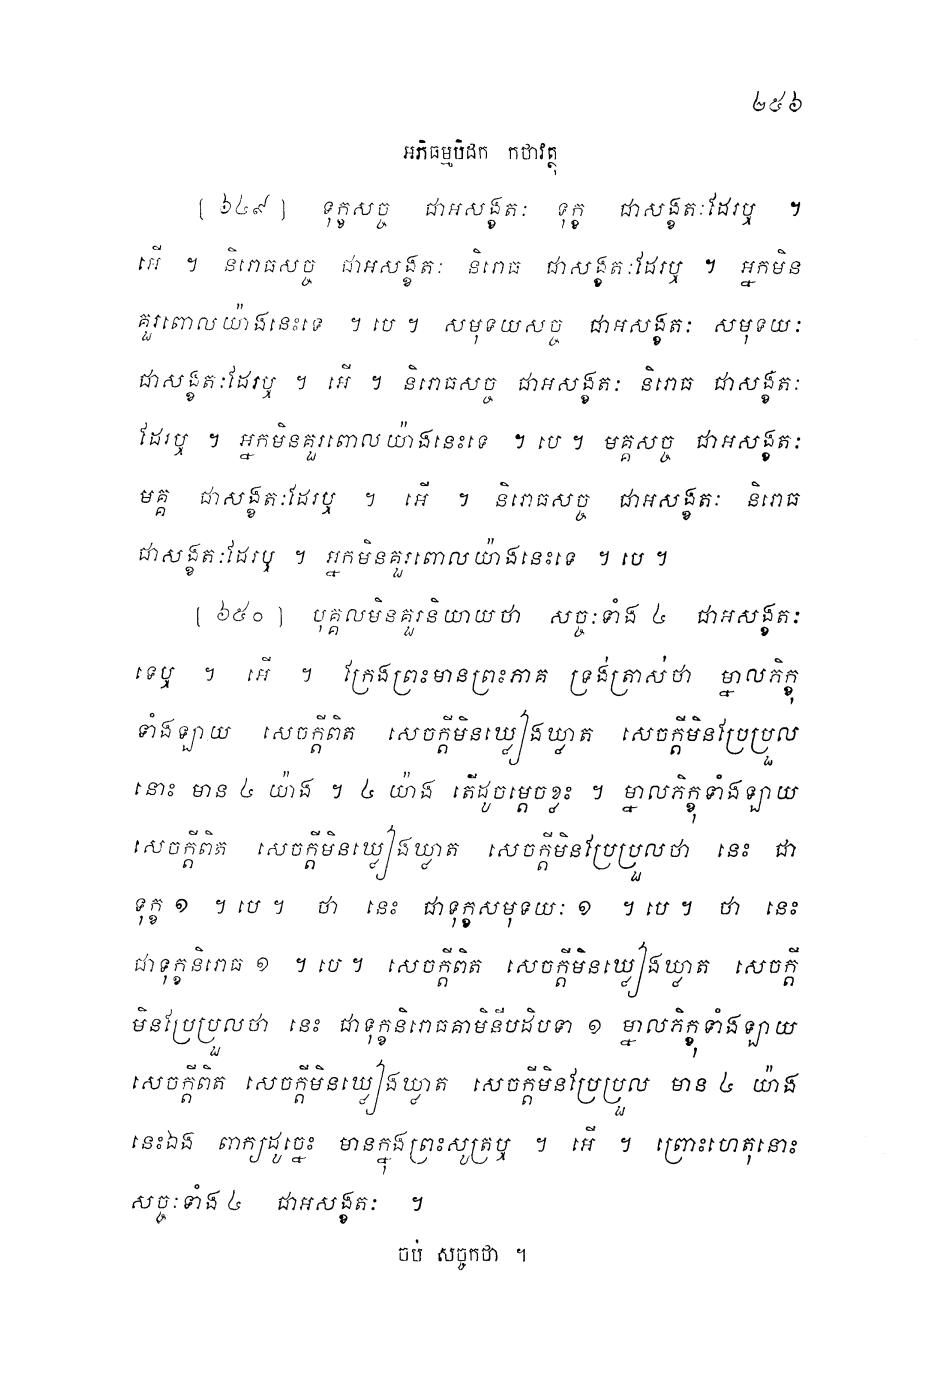 ២៥៦
អភិធម្មបិដក កថាវត្ថុ
[ ៦៤៩ ] ទុក្ខសច្ច ជាអសង្ខតៈ ទុក្ខ ជាសង្ខតៈដែរឬ ។
អើ ។ និរោធសច្ច ជាអសង្ខតៈ និរោធ ជាសង្ខតៈដែរឬ ។ អ្នកមិន
គួរពោលយ៉ាងនេះទេ ។ បេ ។ សមុទយសច្ច ជាអសង្ខតៈ សមុទយៈ
ជាសង្ខតៈដែរឬ ។ អើ ។ និរោធសច្ច ជាអសង្ខតៈ និរោធ ជាសង្ខតៈ
ដែរឬ ។ អ្នកមិនគួរពោលយ៉ាងនេះទេ ។ បេ ។ មគ្គសច្ច ជាអសង្ខតៈ
មគ្គ ជាសង្ខតៈដែរឬ ។ អើ ។ និរោធសច្ច ជាអសង្ខតៈ និរោធ
ជាសង្ខតៈដែរឬ ។ អ្នកមិនគួរពោលយ៉ាងនេះទេ ។ បេ ។
[ ៦៥០ ] បុគ្គលមិនគួរនិយាយថា សច្ចៈទាំង ៤ ជាអសង្ខតៈ
ទេឬ ។ អើ ។ ក្រែងព្រះមានព្រះភាគ ទ្រង់ត្រាស់ថា ម្នាលភិក្ខុ
ទាំងឡាយ សេចក្តីពិត សេចក្តីមិនឃ្លៀងឃ្លាត សេចក្តីមិនប្រែប្រួល
នោះ មាន ៤ យ៉ាង ។ ៤ យ៉ាង តើដូចម្តេចខ្លះ ។ ម្នាលភិក្ខុទាំងឡាយ
សេចក្តីពិត សេចក្តីមិនឃ្លៀងឃ្លាត សេចក្តីមិនប្រែប្រួលថា នេះ ជា
ទុក្ខ ១ ។ បេ ។ ថា នេះ ជាទុក្ខសមុទយៈ ១ ។ បេ ។ ថា នេះ
ជាទុក្ខនិរោធ ១ ។ បេ ។ សេចក្តីពិត សេចក្តីមិនឃ្លៀងឃ្លាត សេចក្តី
មិនប្រែប្រួលថា នេះ ជាទុក្ខនិរោធគាមិនីបដិបទា ១ ម្នាលភិក្ខុទាំងឡាយ
សេចក្តីពិត សេចក្តីមិនឃ្លៀងឃ្លាត សេចក្តីមិនប្រែប្រួល មាន ៤ យ៉ាង
នេះឯង ពាក្យដូច្នេះ មានក្នុងព្រះសូត្រឬ ។ អើ ។ ព្រោះហេតុនោះ
សច្ចៈទាំង ៤ ជាអសង្ខតៈ ។
ចប់ សច្ចកថា ។